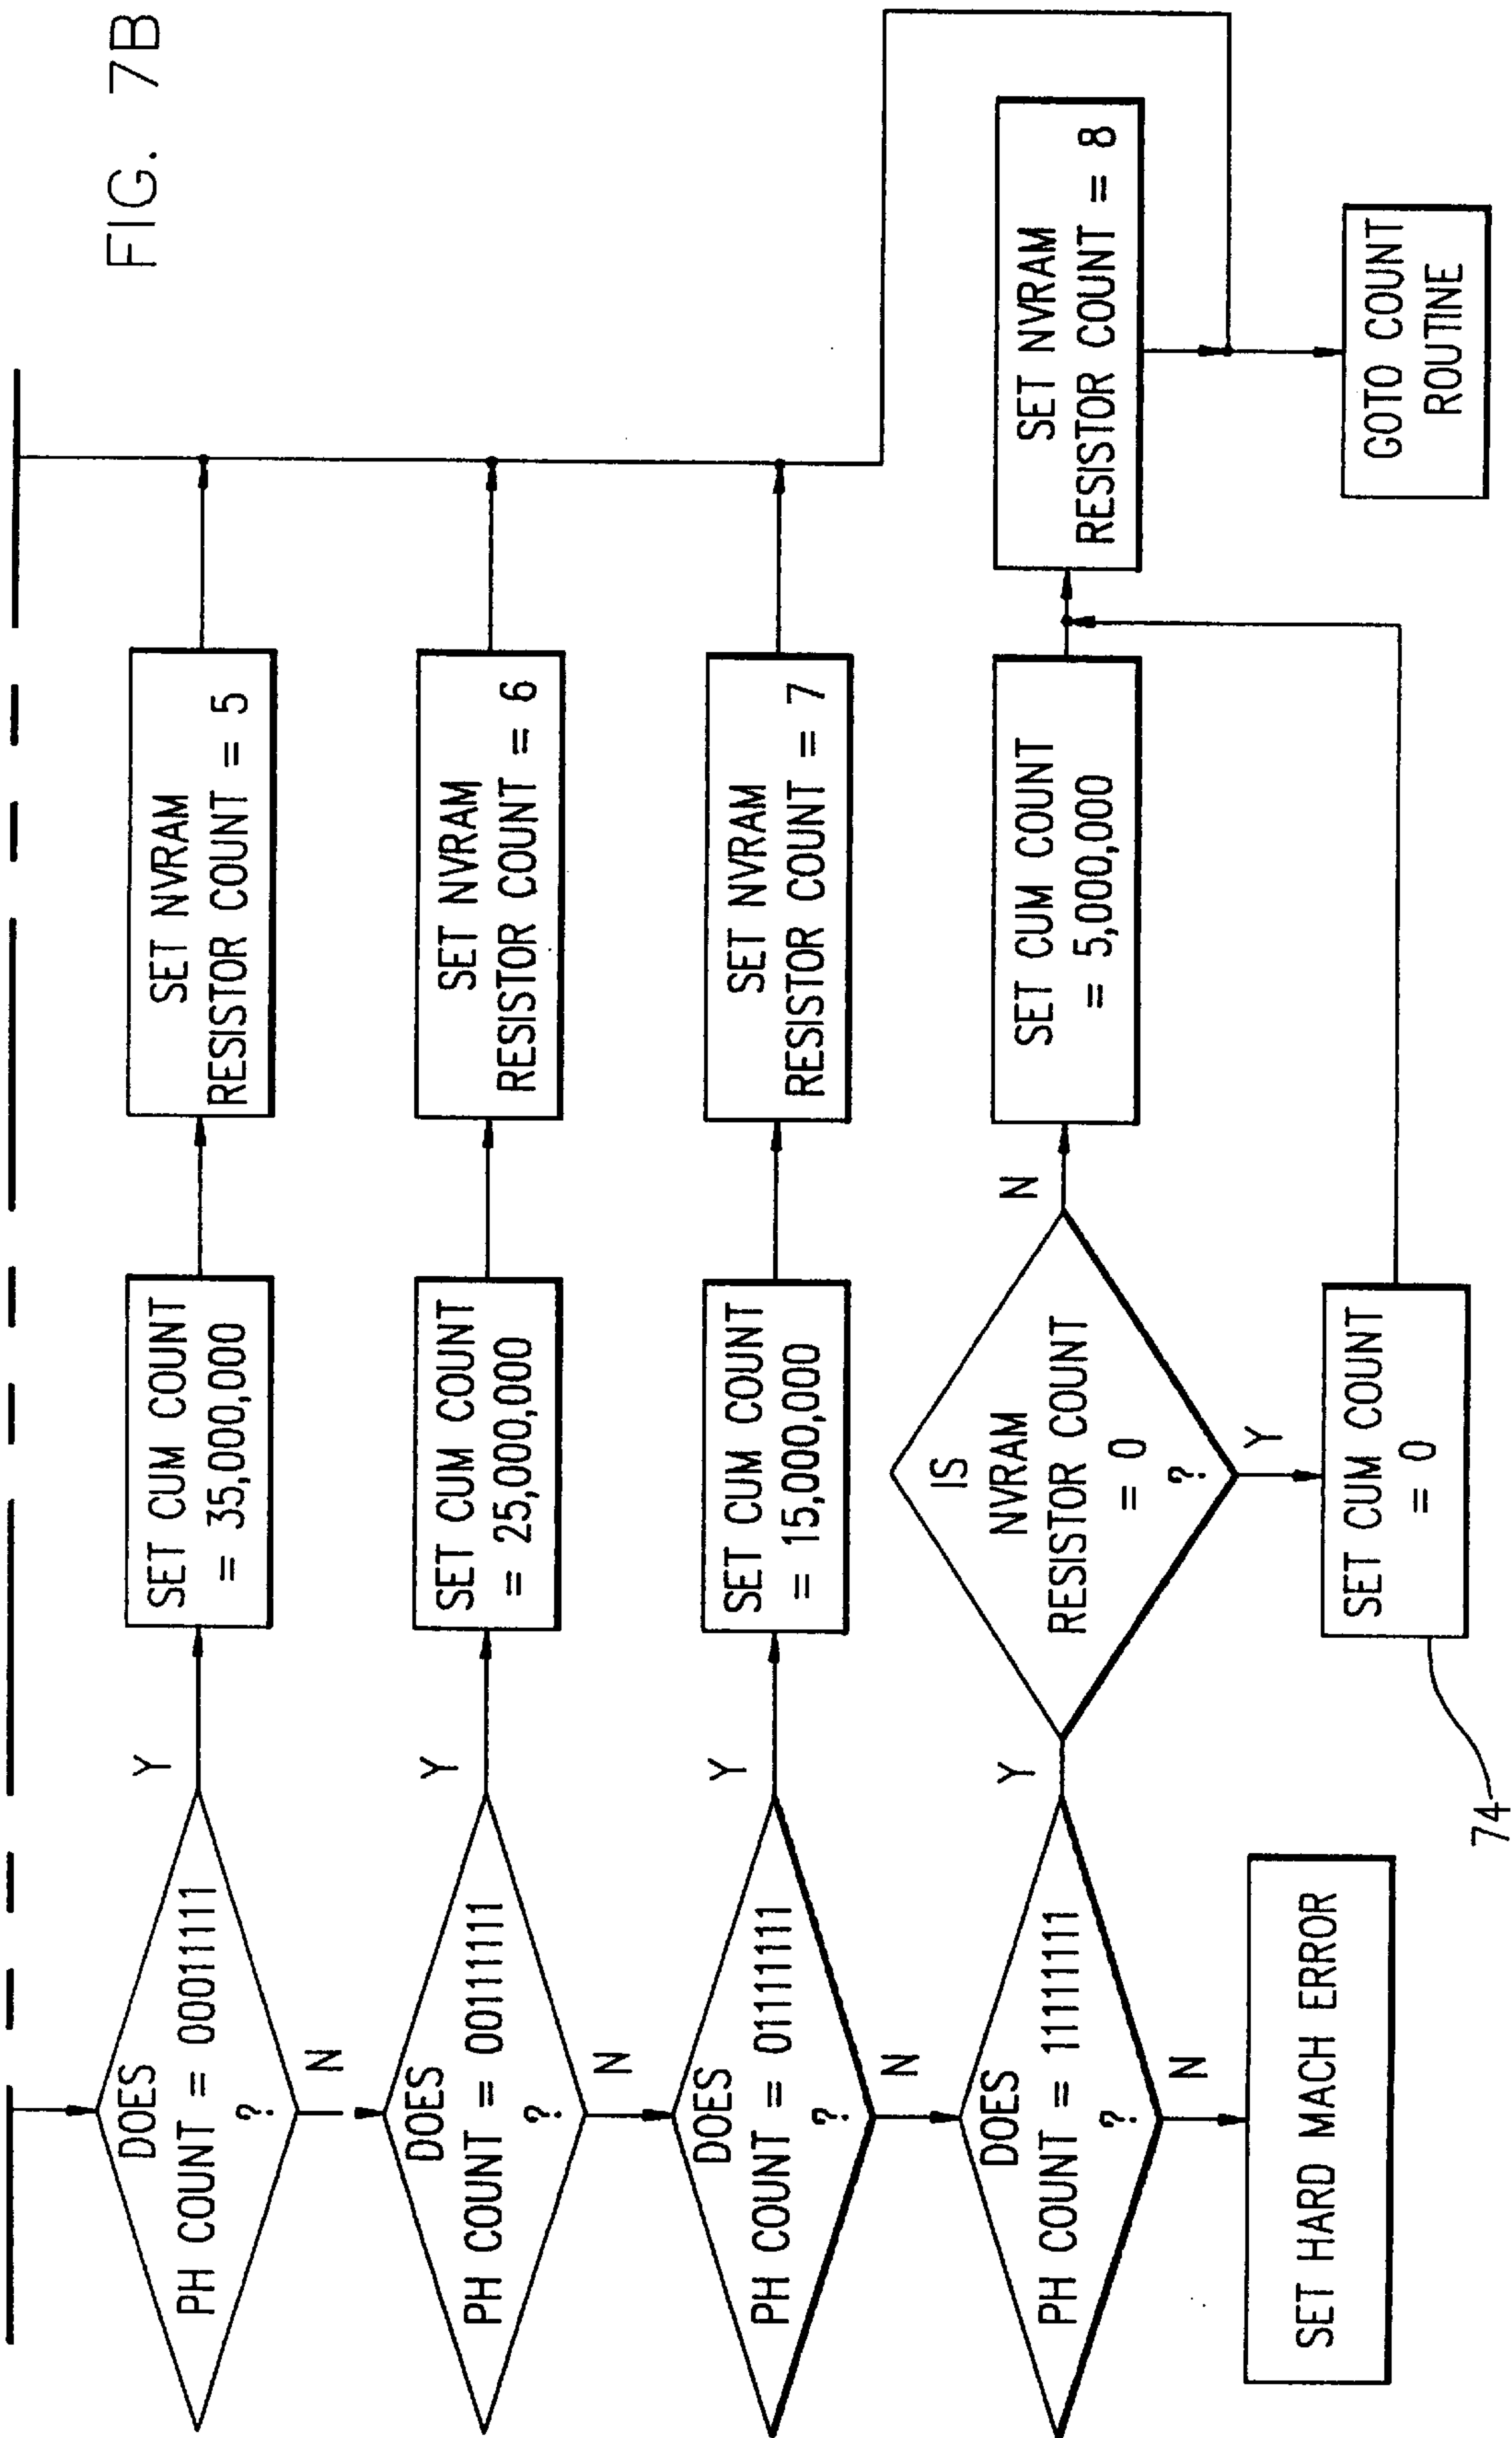 FIG. 7B
DOES
PH COUNT = 00011111
?
Y
N
SET CUM COUNT
= 35,000,000
SET NVRAM
RESISTOR COUNT = 5
DOES
PH COUNT = 00111111
?
Y
N
SET CUM COUNT
= 25,000,000
SET NVRAM
RESISTOR COUNT = 6
DOES
PH COUNT = 01111111
?
Y
N
SET CUM COUNT
= 15,000,000
SET NVRAM
RESISTOR COUNT = 7
DOES
PH COUNT = 11111111
?
Y
N
IS
NVRAM
RESISTOR COUNT
= 0
?
N
Y
SET CUM COUNT
= 5,000,000
SET NVRAM
RESISTOR COUNT = 8
SET HARD MACH ERROR
74
SET CUM COUNT
= 0
GOTO COUNT
ROUTINE